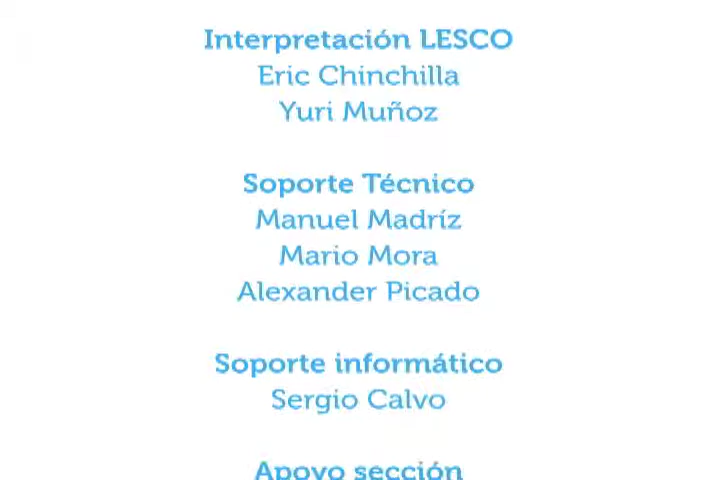 Interpretación LESCO
Eric Chinchilla
Yuri Muñoz
Soporte Técnico
Manuel Madríz
Mario Mora
Alexander Picado
Soporte informático
Sergio Calvo
Apoyo sección